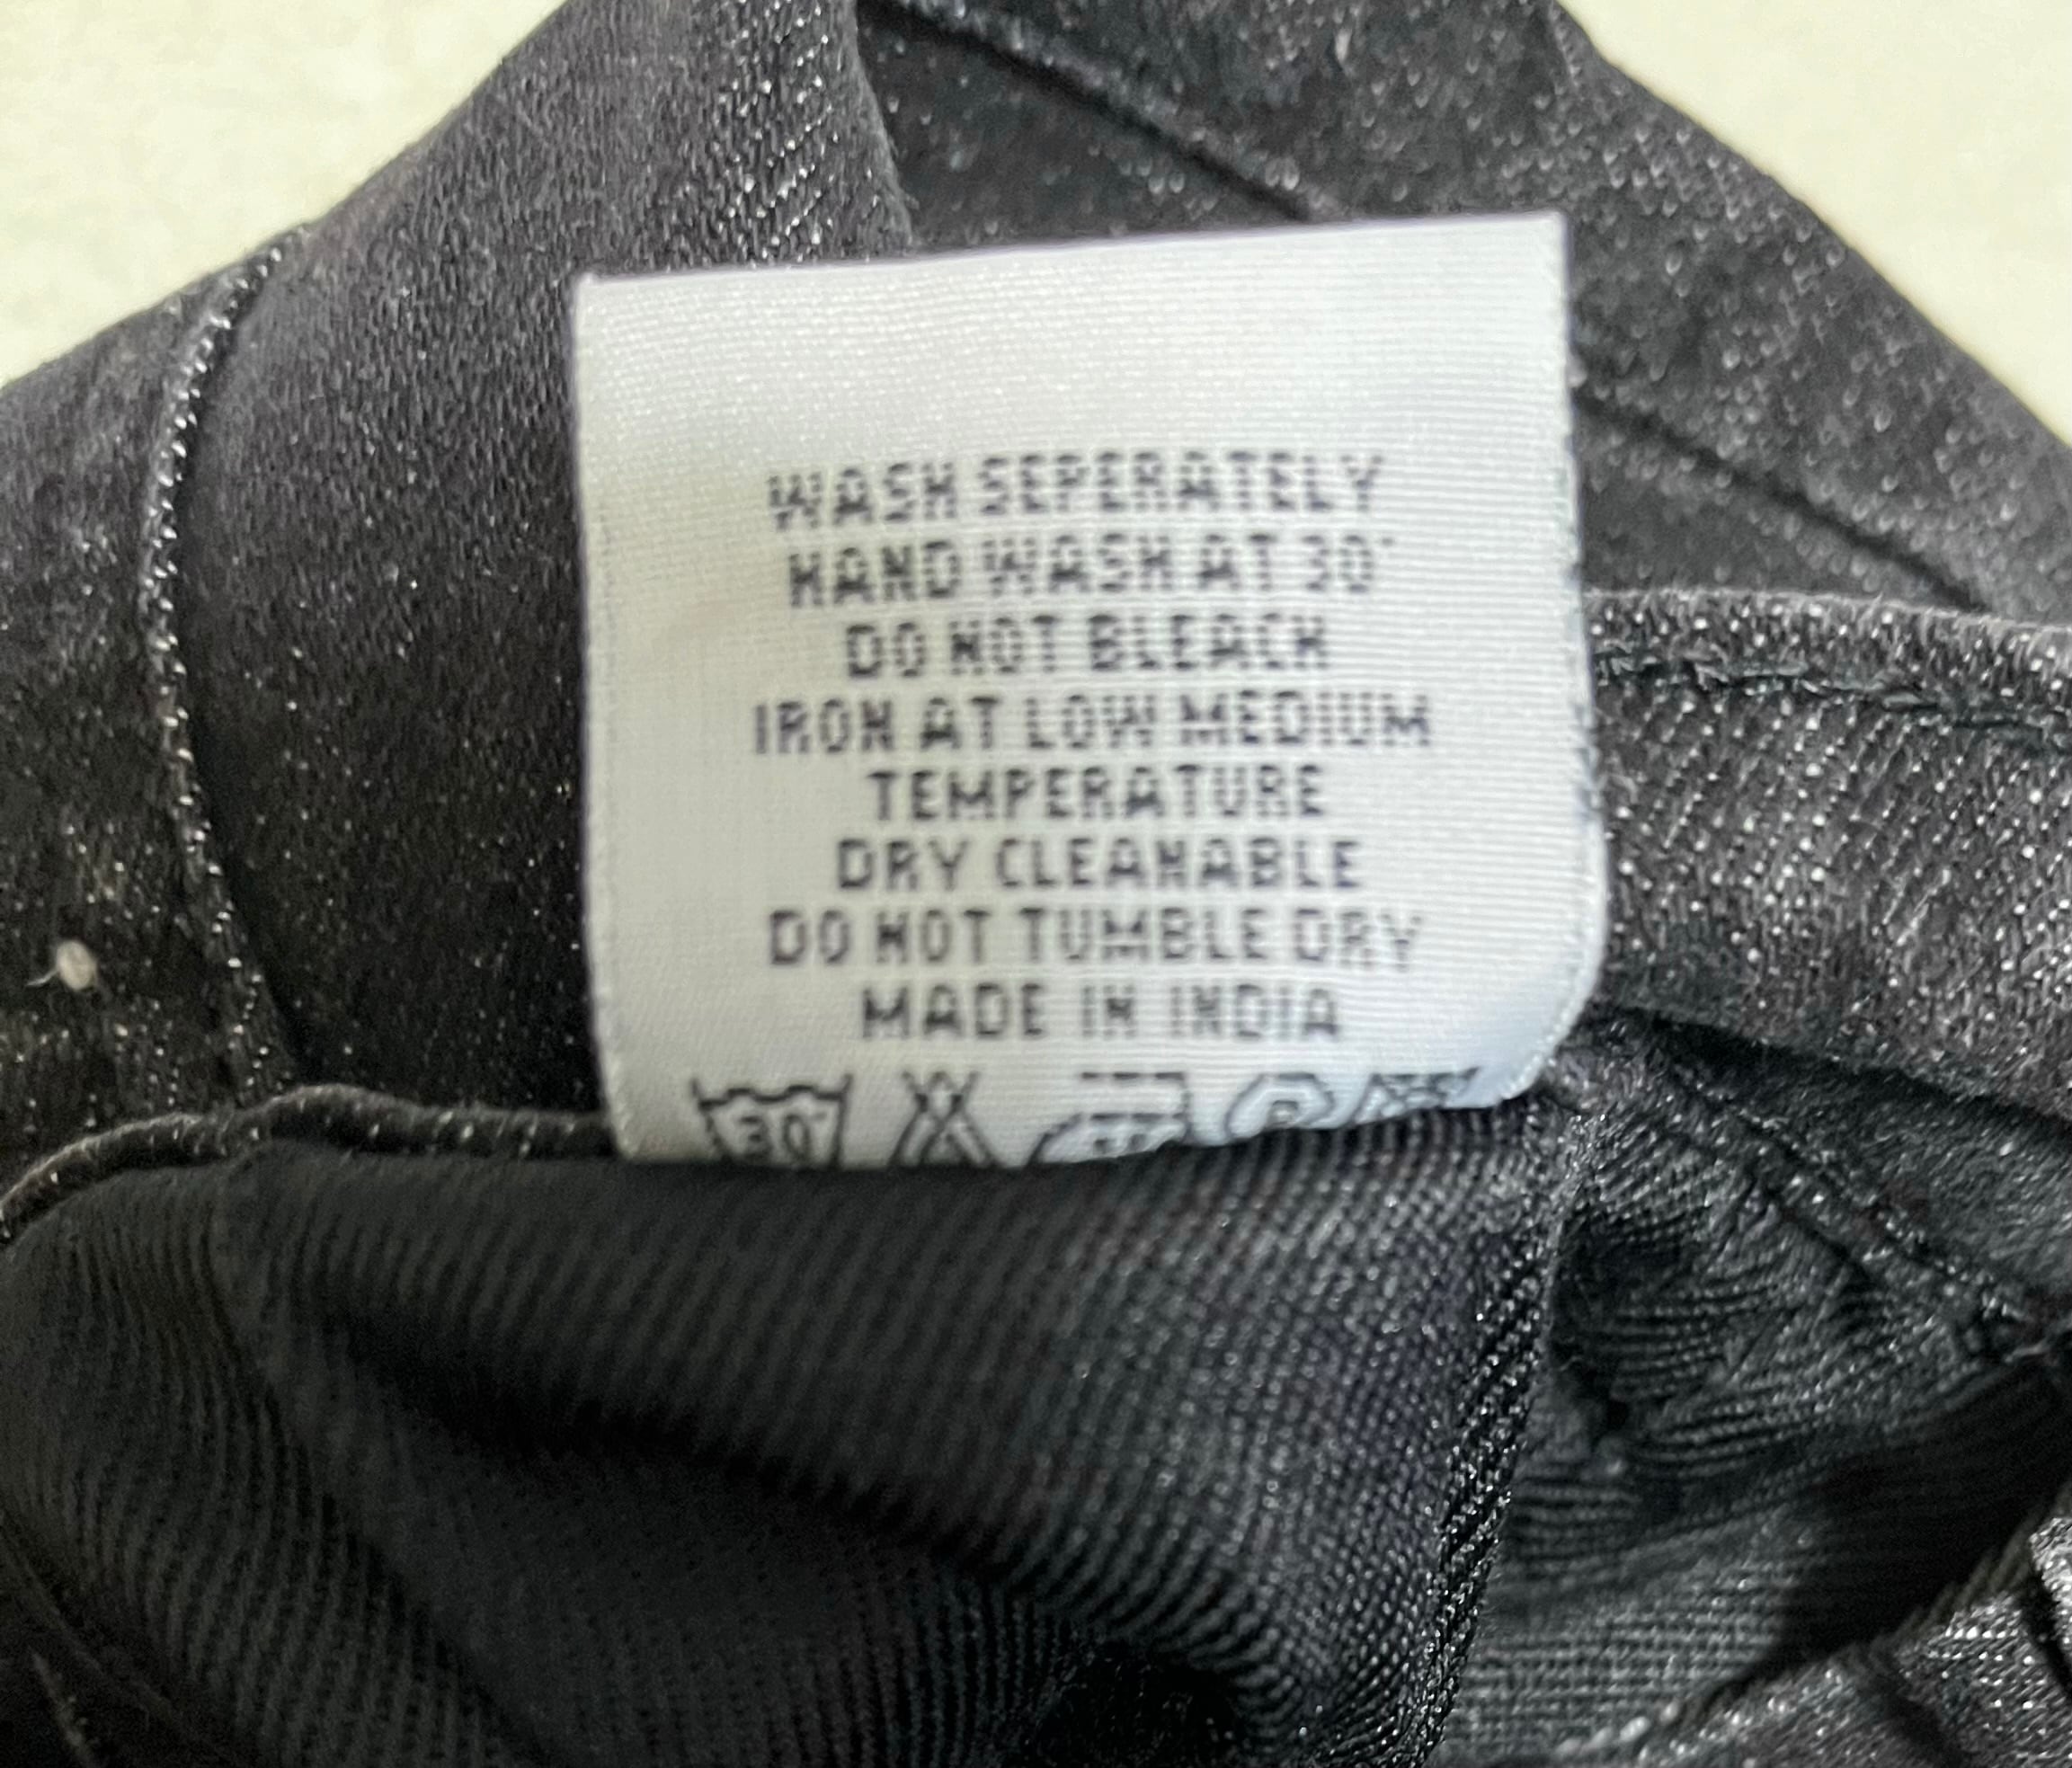 WASH SEPERATELY
HAND WASH AT 30°
DO NOT BLEACH
IRON AT LOW MEDIUM
TEMPERATURE
DRY CLEANABLE
DO NOT TUMBLE DRY
MADE IN INDIA
30° P